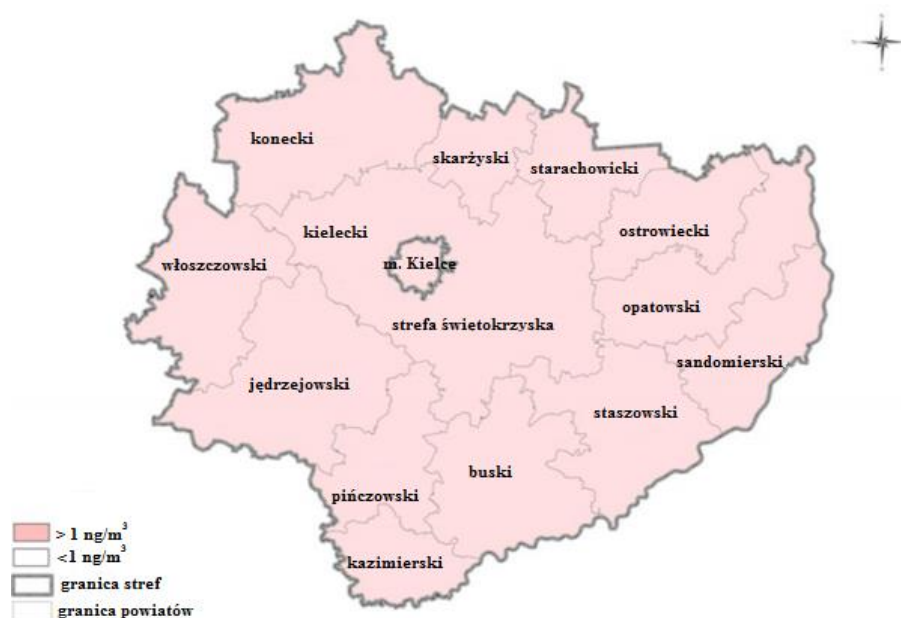 konecki
skarżyski
starachowicki
kielecki
ostrowiecki
włoszczowski
m. Kielce
opatowski
strefa świetokrzyska
sandomierski
jędrzejowski
staszowski
buski
pińczowski
kazimierski
> 1 ng/m³
<1 ng/m³
granica stref
granica powiatów